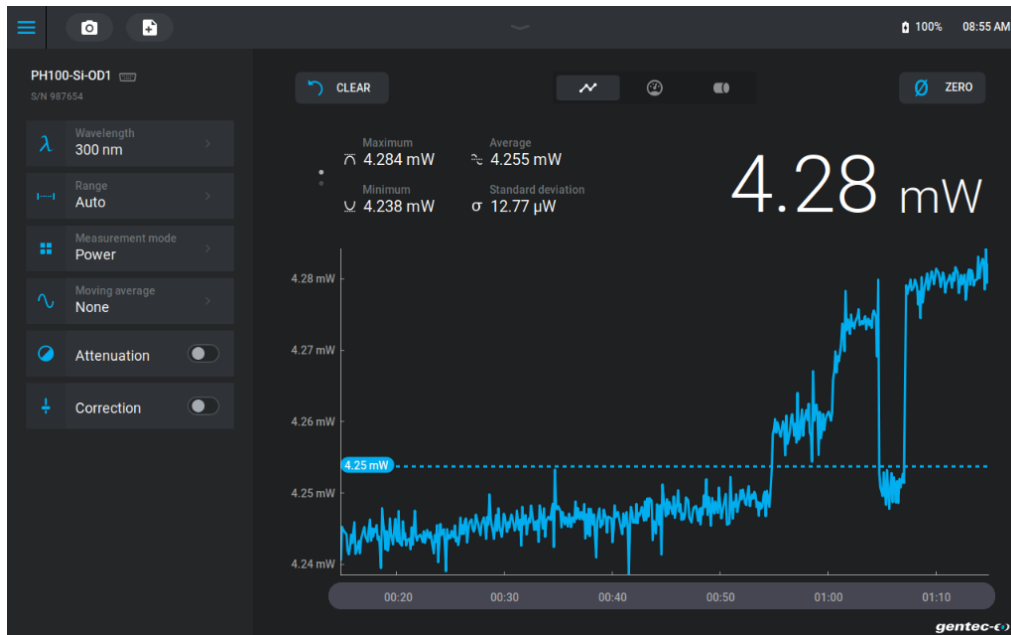 100% 08:55 AM
PH100-Si-OD1
S/N 987654
CLEAR
ZERO
Wavelength
300 nm
Range
Auto
Measurement mode
Power
Moving average
None
Attenuation
Correction
Maximum
4.284 mW
Average
4.255 mW
Minimum
4.238 mW
Standard deviation
σ 12.77 µW
4.28 mW
4.28 mW
4.27 mW
4.26 mW
4.25 mW
4.25 mW
4.24 mW
00:20 00:30 00:40 00:50 01:00 01:10
gentec-eo